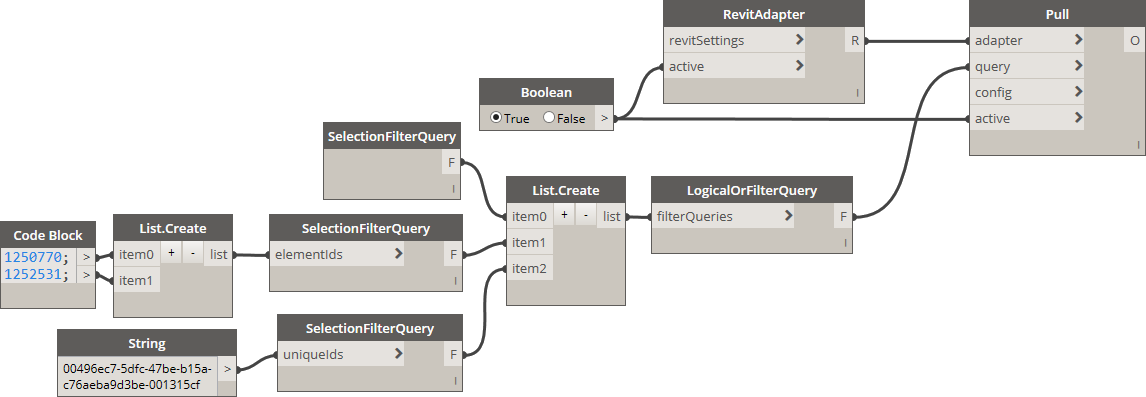 RevitAdapter
revitSettings > R
active >
I
Pull
adapter > O
query >
config >
active >
I
Boolean
True False >
SelectionFilterQuery
F
I
List.Create
item0 + - list
item1
item2
LogicalOrFilterQuery
filterQueries > F
I
Code Block
1250770; >
1252531; >
List.Create
item0 + - list
item1
SelectionFilterQuery
elementIds > F
I
SelectionFilterQuery
uniqueIds > F
I
String
00496ec7-5dfc-47be-b15a- >
c76aeba9d3be-001315cf